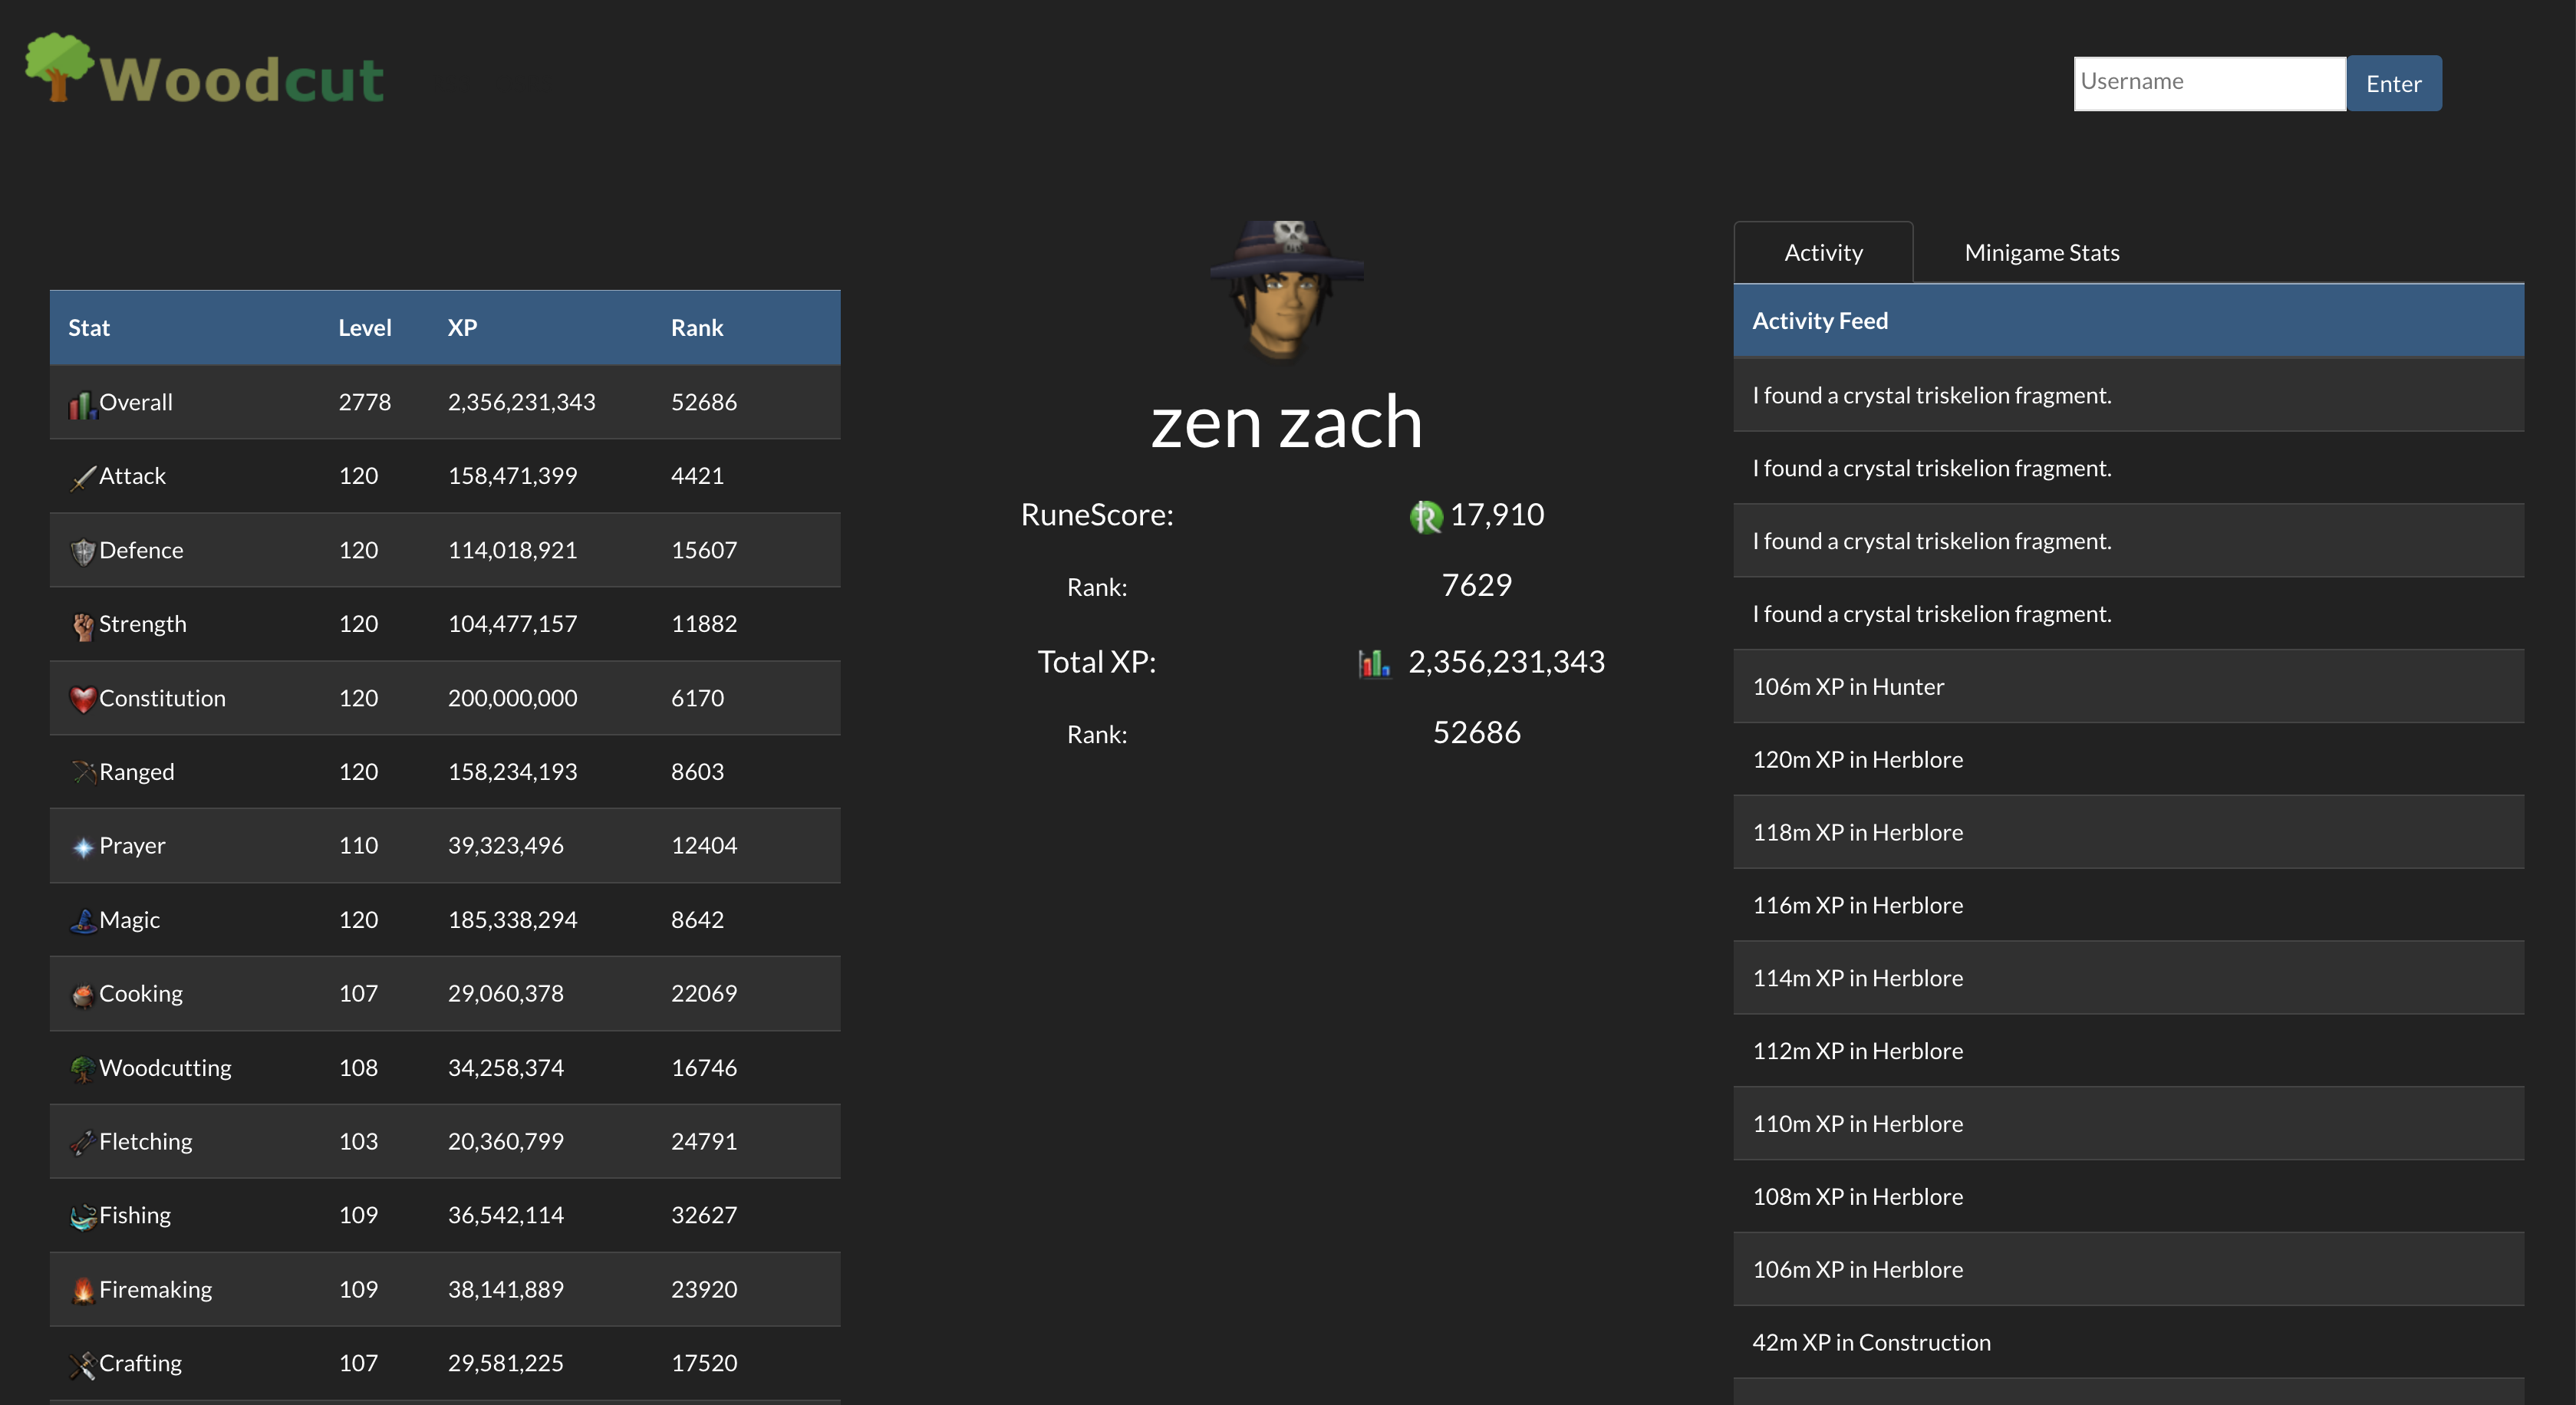 Woodcut
Username
Enter
Stat Level XP Rank
Overall 2778 2,356,231,343 52686
Attack 120 158,471,399 4421
Defence 120 114,018,921 15607
Strength 120 104,477,157 11882
Constitution 120 200,000,000 6170
Ranged 120 158,234,193 8603
Prayer 110 39,323,496 12404
Magic 120 185,338,294 8642
Cooking 107 29,060,378 22069
Woodcutting 108 34,258,374 16746
Fletching 103 20,360,799 24791
Fishing 109 36,542,114 32627
Firemaking 109 38,141,889 23920
Crafting 107 29,581,225 17520
zen zach
RuneScore: 17,910
Rank: 7629
Total XP: 2,356,231,343
Rank: 52686
Activity Minigame Stats
Activity Feed
I found a crystal triskelion fragment.
I found a crystal triskelion fragment.
I found a crystal triskelion fragment.
I found a crystal triskelion fragment.
106m XP in Hunter
120m XP in Herblore
118m XP in Herblore
116m XP in Herblore
114m XP in Herblore
112m XP in Herblore
110m XP in Herblore
108m XP in Herblore
106m XP in Herblore
42m XP in Construction